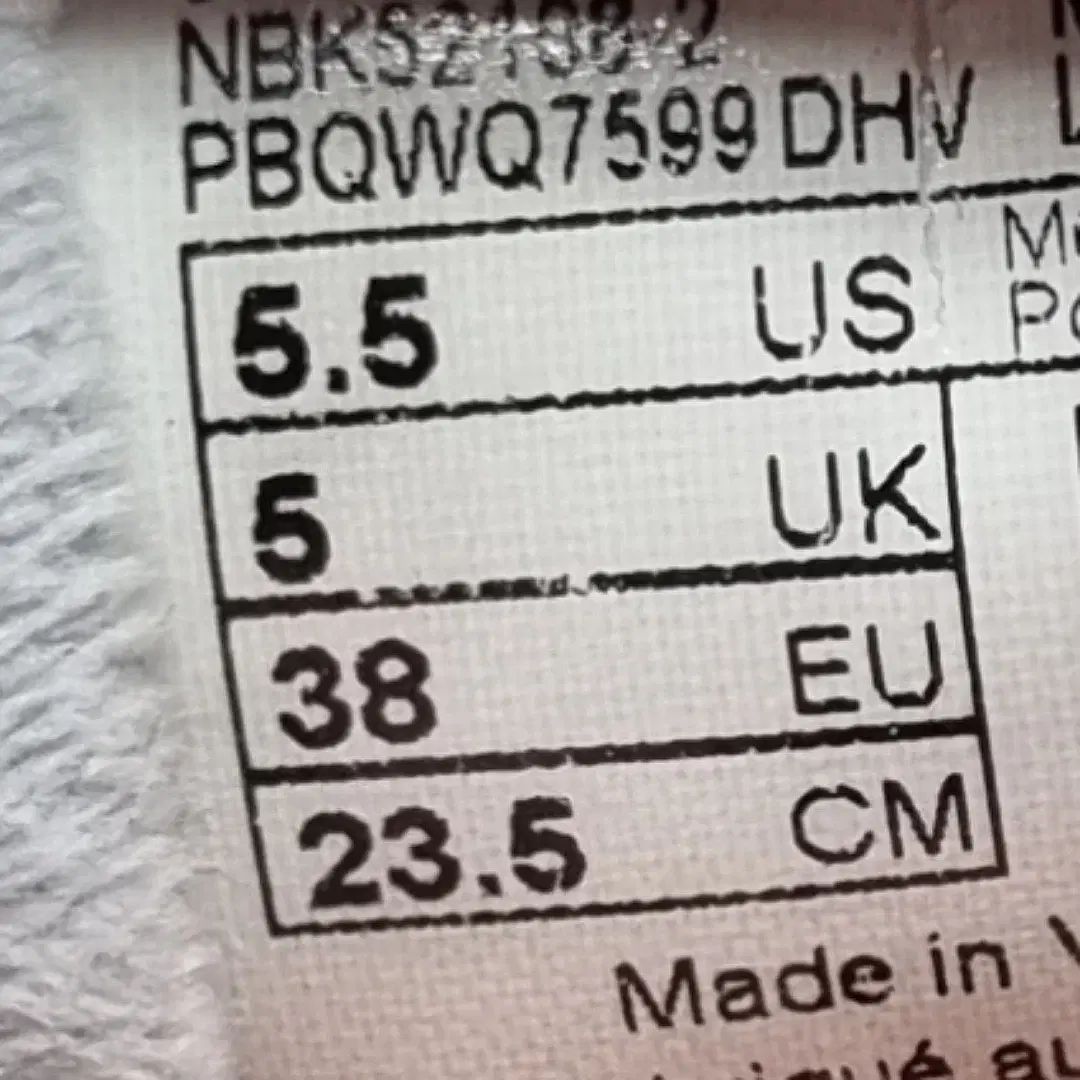 PBQWQ7599 DHV
5.5 US
5 UK
38 EU
23.5 CM
Made in